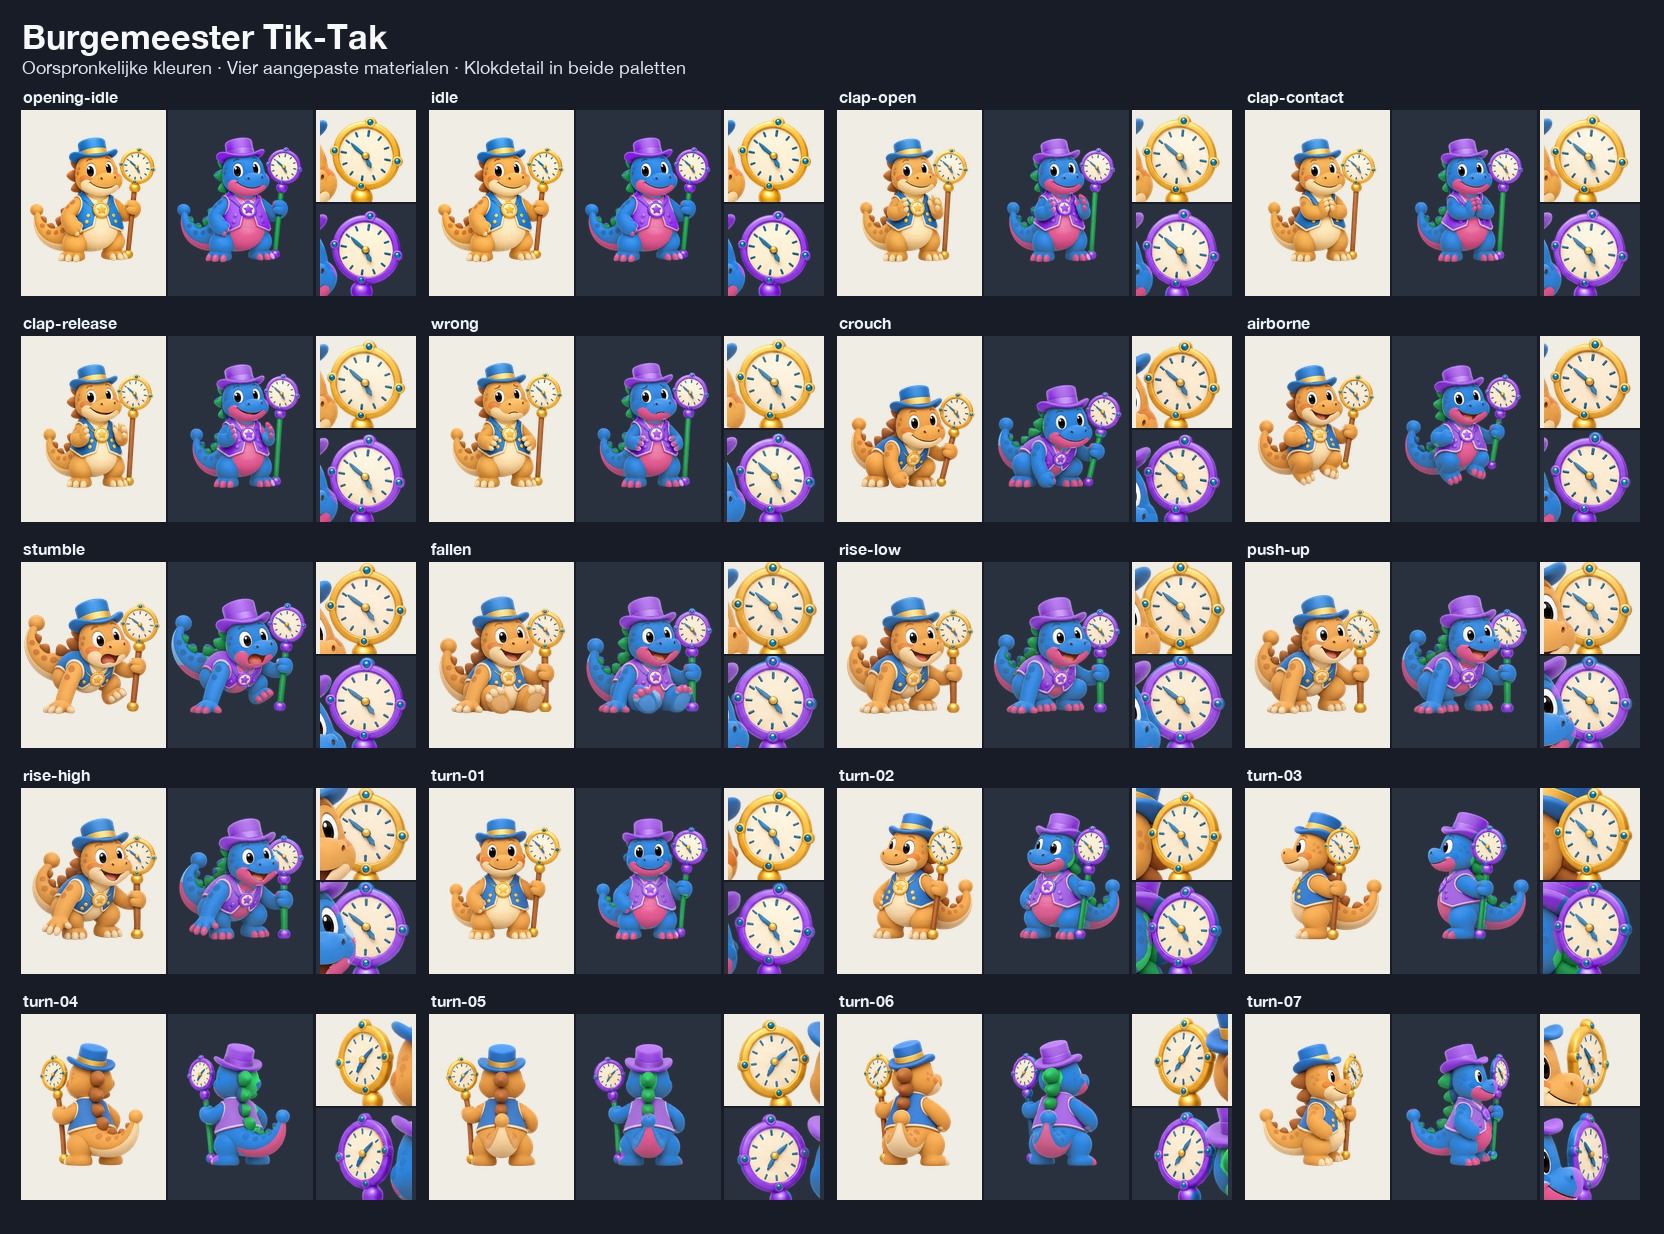 Burgemeester Tik-Tak
Oorspronkelijke kleuren · Vier aangepaste materialen · Klokdetail in beide paletten
opening-idle
idle
clap-open
clap-contact
clap-release
wrong
crouch
airborne
stumble
fallen
rise-low
push-up
rise-high
turn-01
turn-02
turn-03
turn-04
turn-05
turn-06
turn-07